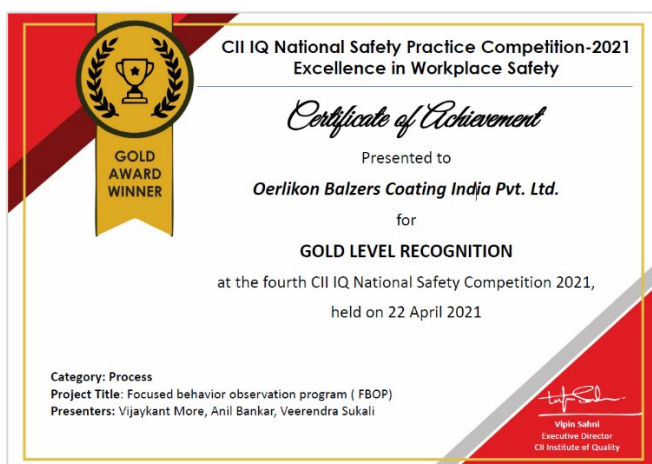 CII IQ National Safety Practice Competition-2021
Excellence in Workplace Safety
Certificate of Achievement
GOLD
AWARD
WINNER
Presented to
Oerlikon Balzers Coating India Pvt. Ltd.
for
GOLD LEVEL RECOGNITION
at the fourth CII IQ National Safety Competition 2021,
held on 22 April 2021
Category: Process
Project Title: Focused behavior observation program ( FBOP)
Presenters: Vijaykant More, Anil Bankar, Veerendra Sukali
Vipin Sahni
Executive Director
CII Institute of Quality